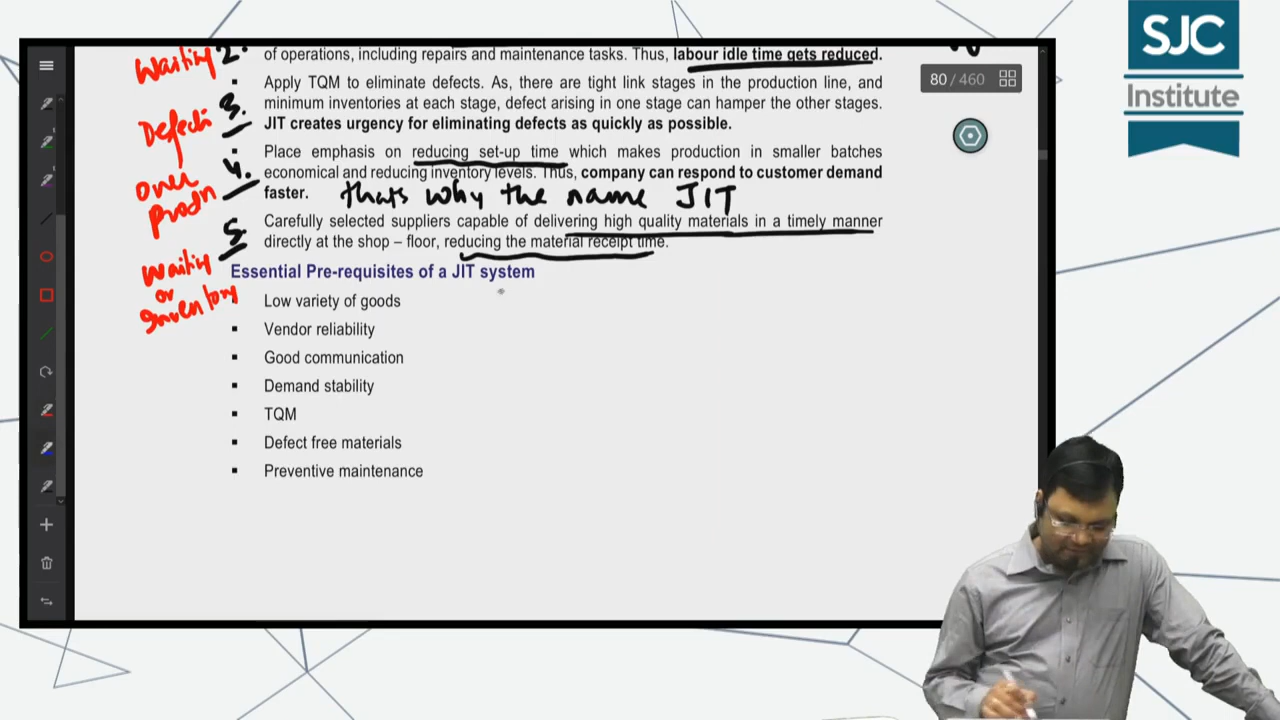 SJC
Institute
80 / 460
Waiting 2. of operations, including repairs and maintenance tasks. Thus, labour idle time gets reduced.
▪ Apply TQM to eliminate defects. As, there are tight link stages in the production line, and
3. minimum inventories at each stage, defect arising in one stage can hamper the other stages.
Defects JIT creates urgency for eliminating defects as quickly as possible.
▪ Place emphasis on reducing set-up time which makes production in smaller batches
4. economical and reducing inventory levels. Thus, company can respond to customer demand
Over faster. thats why the name JIT
Prodn
5. Carefully selected suppliers capable of delivering high quality materials in a timely manner
directly at the shop – floor, reducing the material receipt time.
Waiting Essential Pre-requisites of a JIT system
or
Inventory ▪ Low variety of goods
▪ Vendor reliability
▪ Good communication
▪ Demand stability
▪ TQM
▪ Defect free materials
▪ Preventive maintenance